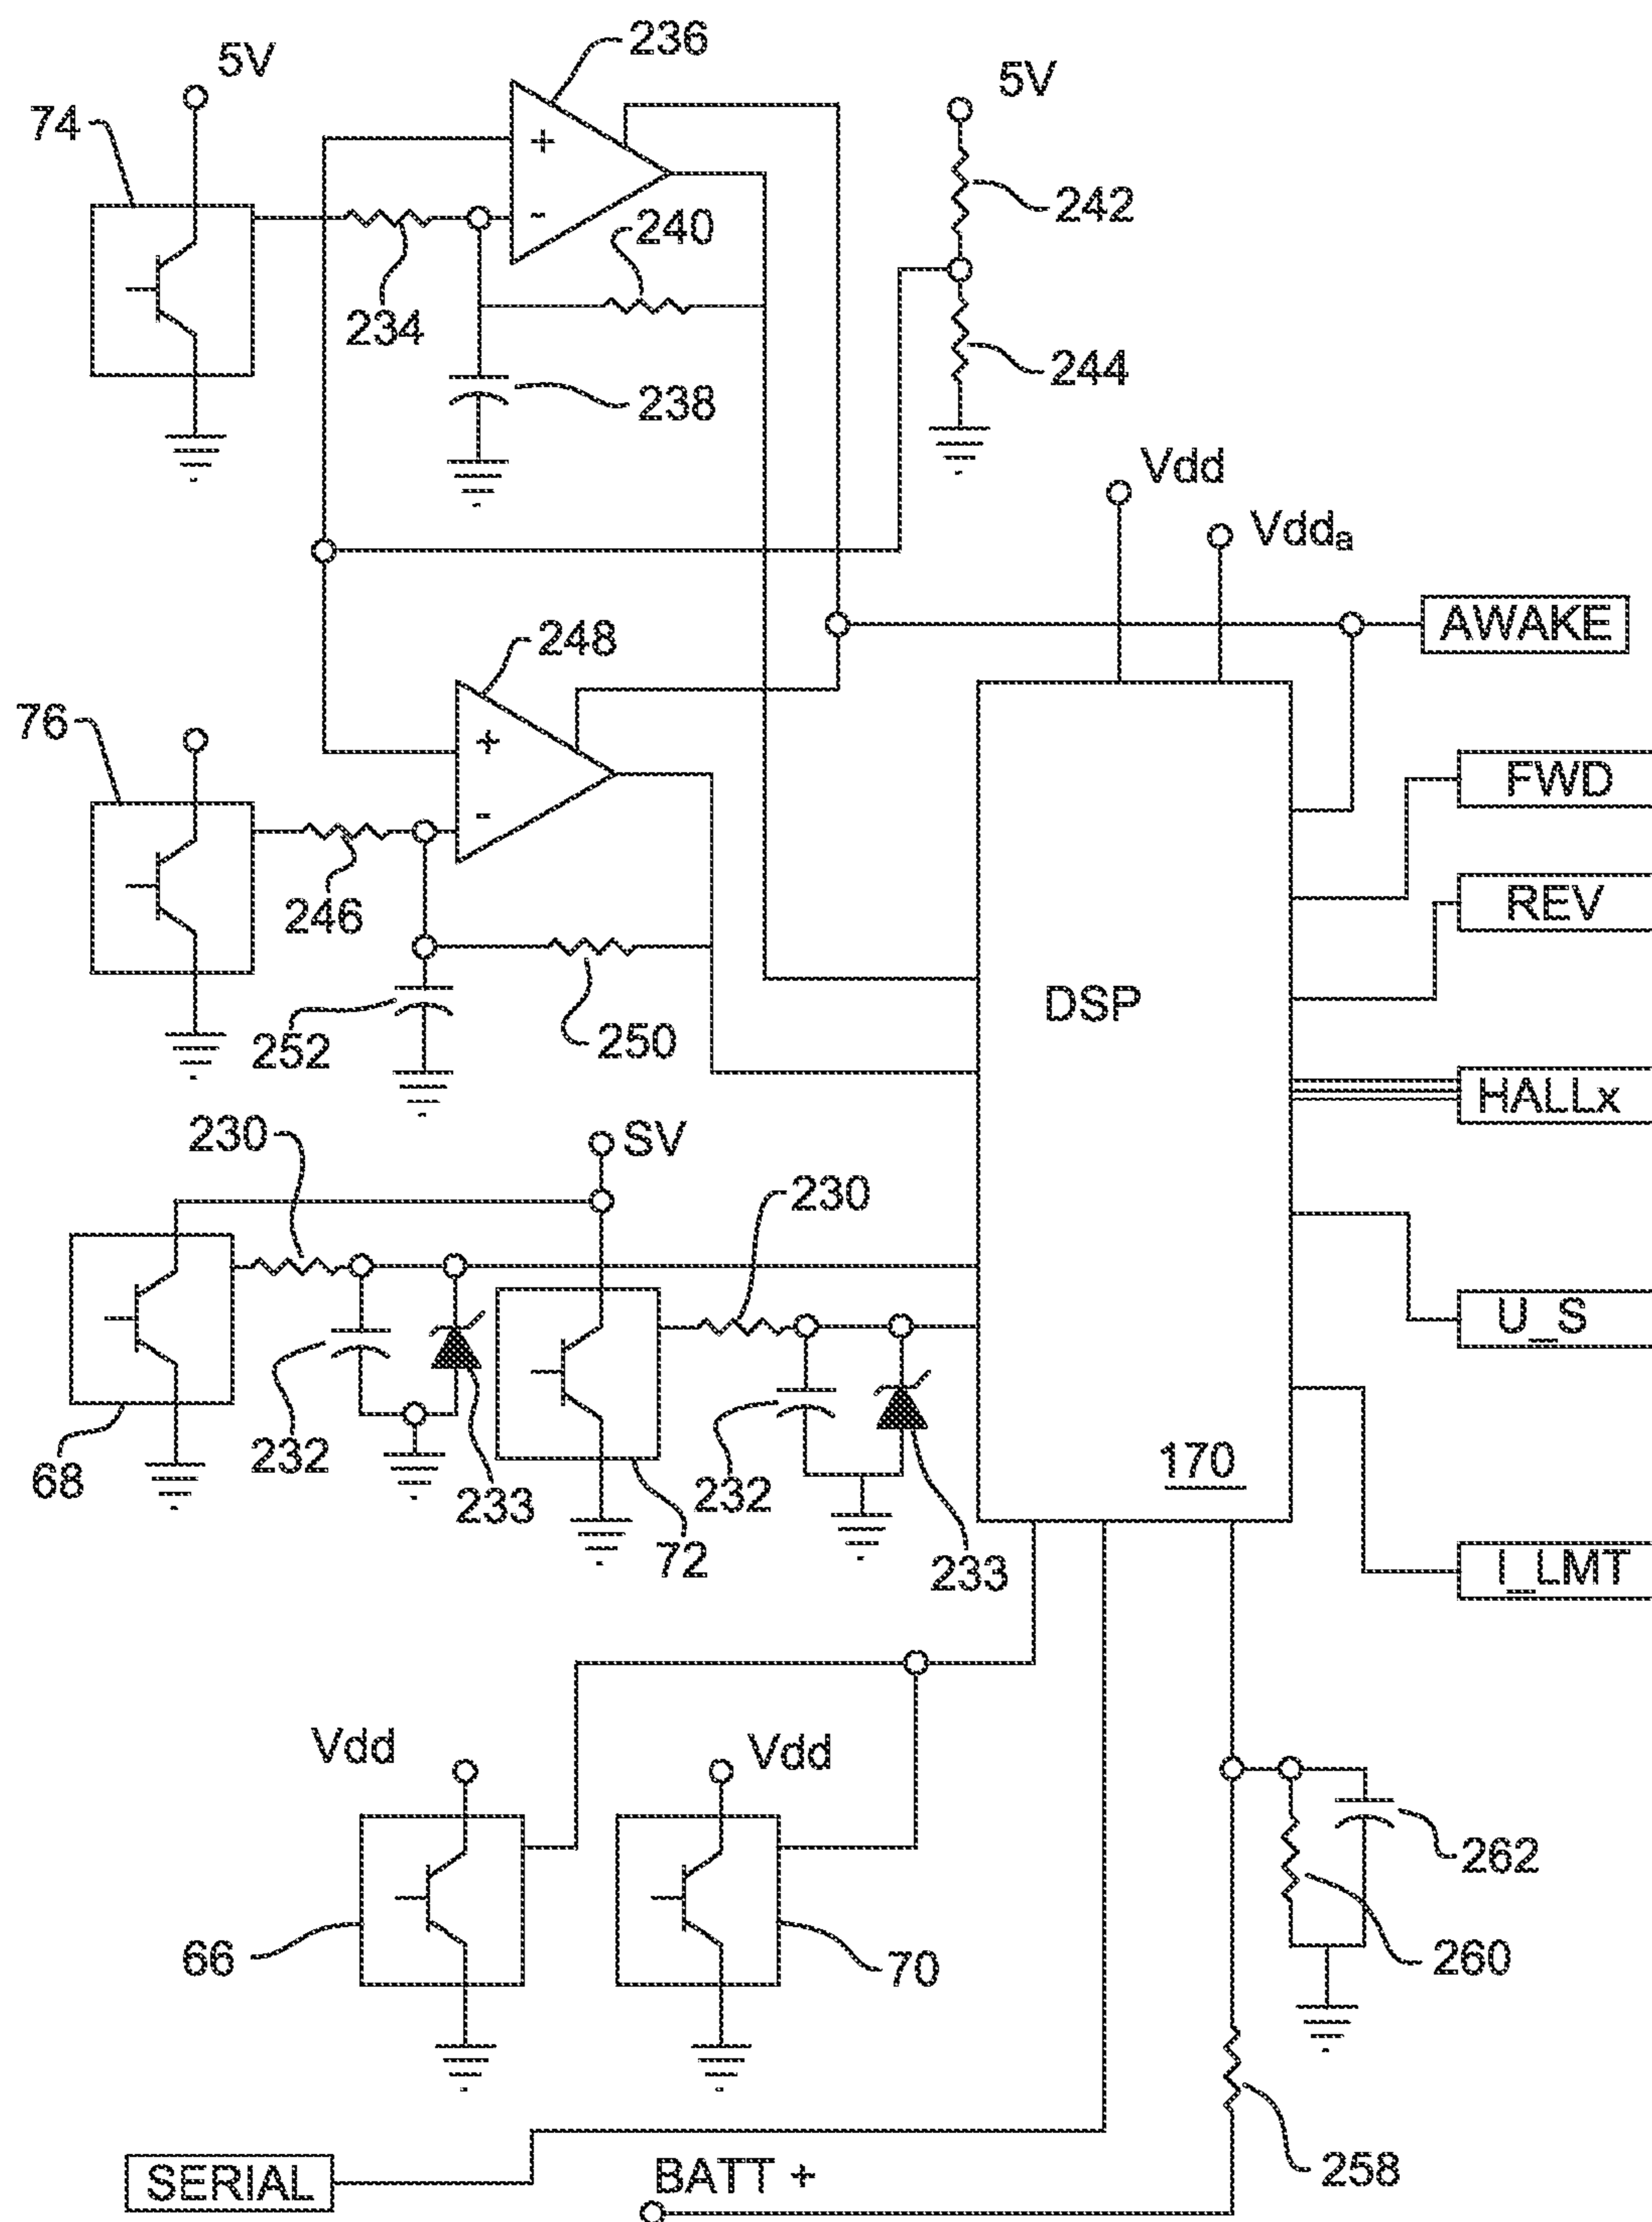 236
5V
5V
74
242
240
234
244
238
Vdd
Vddₐ
AWAKE
248
+
-
+
-
76
FWD
246
REV
DSP
252
250
HALLx
230
SV
230
U_S
232
170
68
232
233
72
233
I_LMT
Vdd
Vdd
262
66
70
260
258
SERIAL
BATT +